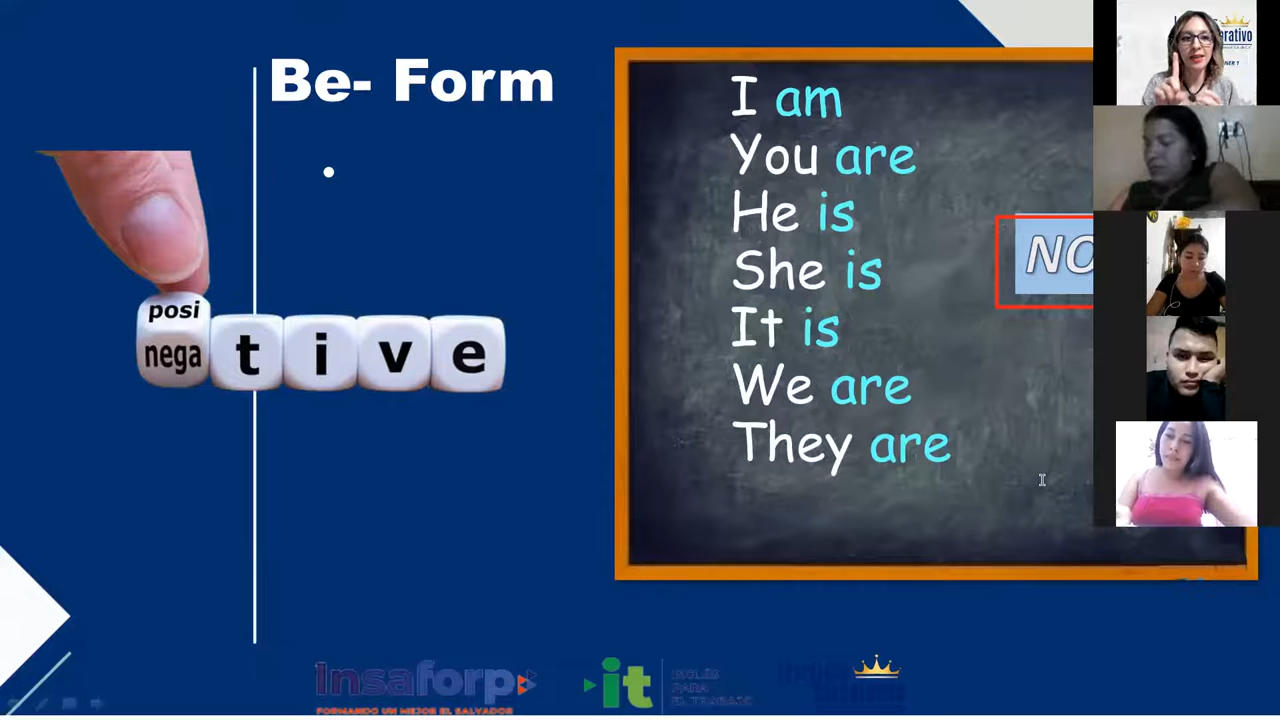 Be- Form
posi
nega
t i v e
I am
You are
He is
She is
It is
We are
They are
NO
erativo
Insaforp
FORMANDO UN MEJOR EL SALVADOR
it
INGLÉS
PARA
EL TRABAJO